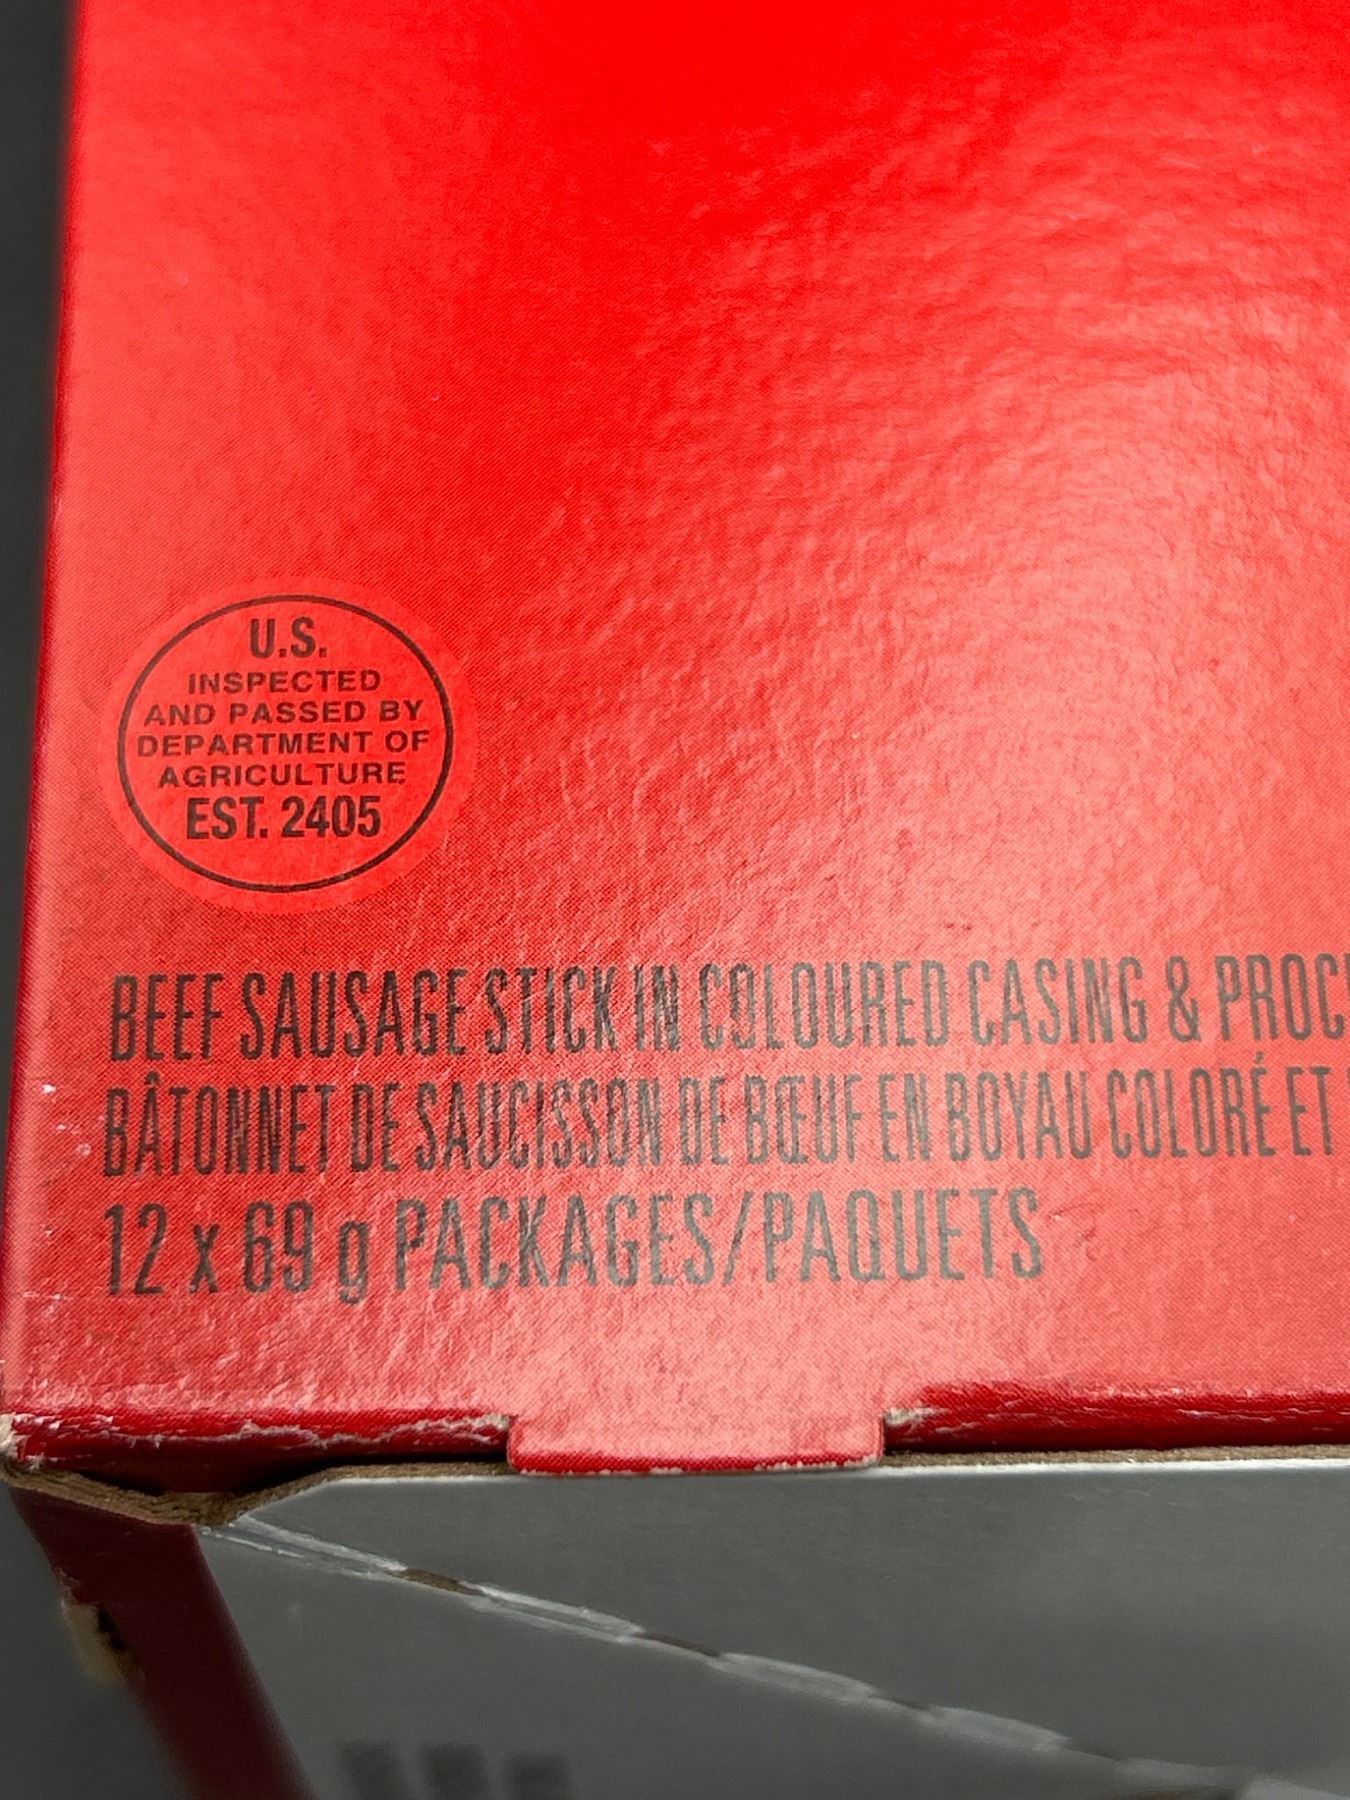 U.S.
INSPECTED
AND PASSED BY
DEPARTMENT OF
AGRICULTURE
EST. 2405
BEEF SAUSAGE STICK IN COLOURED CASING &
BÂTONNET DE SAUCISSON DE BŒUF EN BOYAU COLORÉ ET
12 x 69 g PACKAGES/PAQUETS